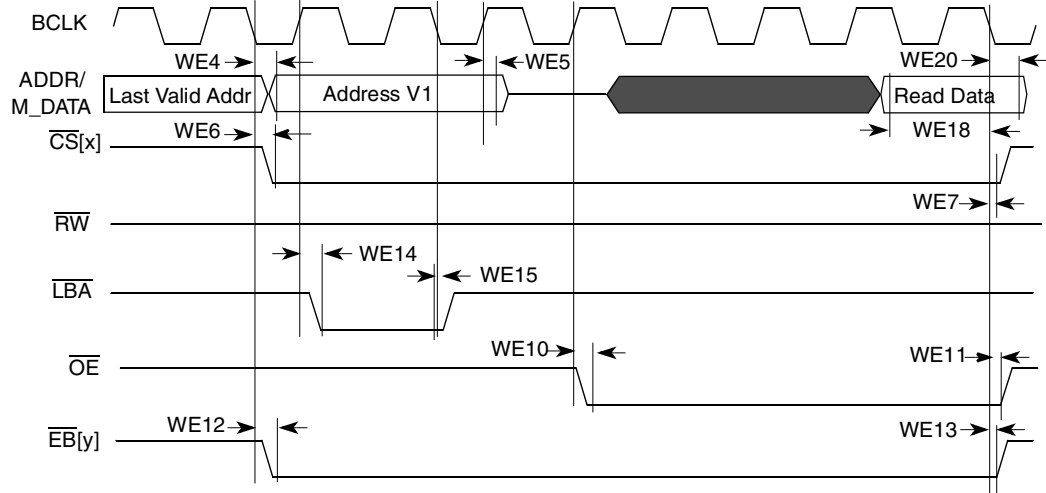 BCLK
WE4
WE5
WE20
ADDR/
M_DATA
Last Valid Addr
Address V1
Read Data
WE6
WE18
CS[x]
WE7
RW
WE14
WE15
LBA
WE10
WE11
OE
WE12
WE13
EB[y]